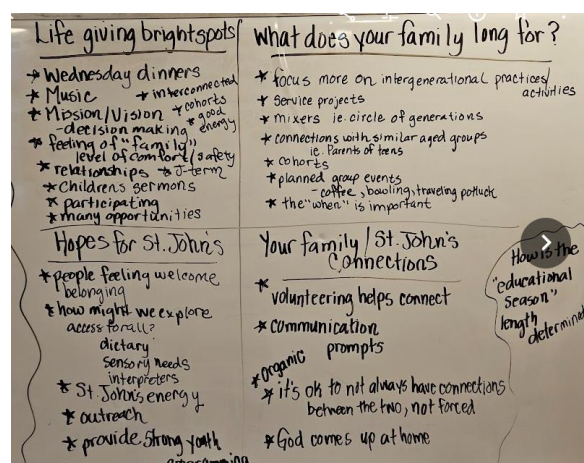 Life giving brightspots
* Wednesday dinners
* Music
* interconnected
* Mission/Vision
* cohorts
- decision making
* good
energy
* feeling of "family"
level of comfort/safety
* relationships
* J-term
* Childrens sermons
* participating
* many opportunities
What does your family long for?
* focus more on intergenerational practices/
activities
* service projects
* mixers ie. circle of generations
* connections with similar aged groups
ie. Parents of teens
* cohorts
* planned group events
- coffee, bowling, traveling potluck
* the "when" is important
Hopes for St. John's
* people feeling welcome
belonging
* how might we explore
access for all?
dietary
sensory needs
interpreters
* St. John's energy
* outreach
* provide strong youth
programming
Your family / St. John's
Connections
* volunteering helps connect
* communication
prompts
* organic
* it's ok to not always have connections
between the two, not forced
* God comes up at home
How is the
"educational
season"
length
determined